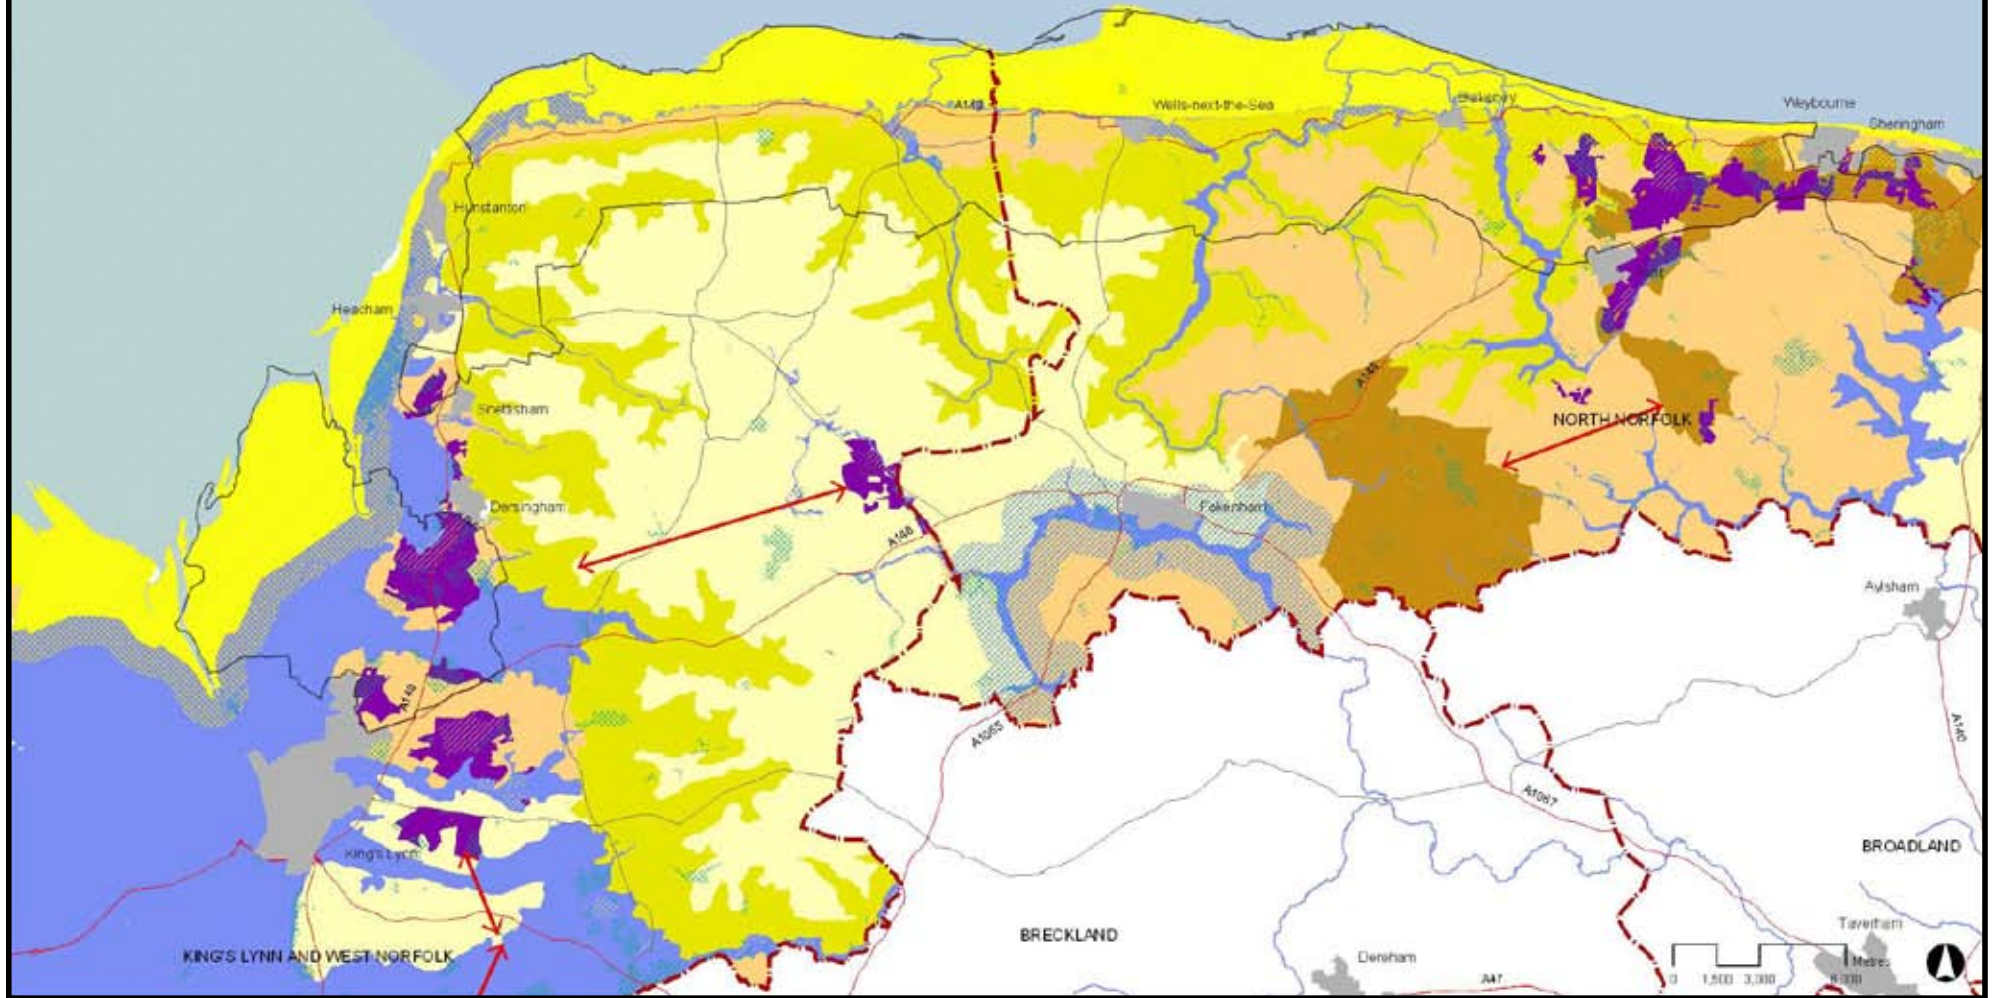 Weybourne
A149
Wells-next-the-Sea
Blakeney
Sheringham
Hunstanton
Heacham
A148
Snettisham
NORTH NORFOLK
Dersingham
Fakenham
A148
Aylsham
A149
A1065
A140
A1067
King's Lynn
BROADLAND
Taverham
BRECKLAND
KING'S LYNN AND WEST NORFOLK
Dereham
Metres
A47
0 1,500 3,000 6,000